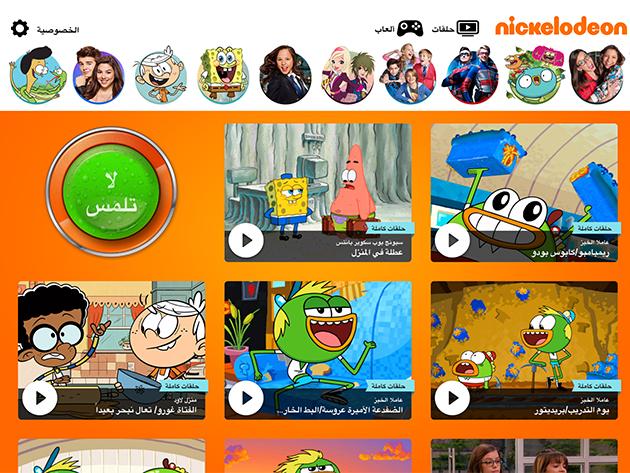 nickelodeon
حلقات
ألعاب
الخصوصية
لا
تلمس
حلقات كاملة
عاملا الخبز
ريمبامبو/كابوس بودو
حلقات كاملة
سبونج بوب سكوير بانتس
عطلة في المنزل
حلقات كاملة
عاملا الخبز
يوم التدريب/بريديتور
حلقات كاملة
عاملا الخبز
الضفدعة الأميرة عروسة/البط الخار...
حلقات كاملة
منزل لاود
الفتاة غورو/ تعال نبحر بعيدا